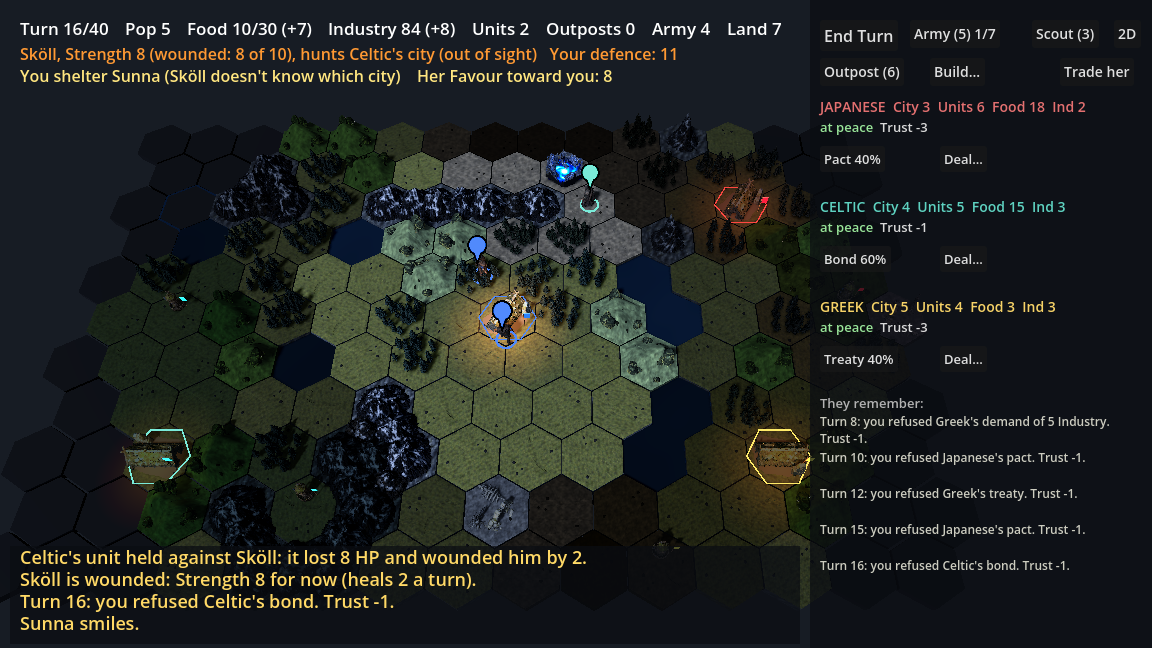 Turn 16/40 Pop 5 Food 10/30 (+7) Industry 84 (+8) Units 2 Outposts 0 Army 4 Land 7
Sköll, Strength 8 (wounded: 8 of 10), hunts Celtic's city (out of sight) Your defence: 11
You shelter Sunna (Sköll doesn't know which city) Her Favour toward you: 8
End Turn Army (5) 1/7 Scout (3) 2D
Outpost (6) Build... Trade her
JAPANESE City 3 Units 6 Food 18 Ind 2
at peace Trust -3
Pact 40% Deal...
CELTIC City 4 Units 5 Food 15 Ind 3
at peace Trust -1
Bond 60% Deal...
GREEK City 5 Units 4 Food 3 Ind 3
at peace Trust -3
Treaty 40% Deal...
They remember:
Turn 8: you refused Greek's demand of 5 Industry.
Trust -1.
Turn 10: you refused Japanese's pact. Trust -1.
Turn 12: you refused Greek's treaty. Trust -1.
Turn 15: you refused Japanese's pact. Trust -1.
Turn 16: you refused Celtic's bond. Trust -1.
Celtic's unit held against Sköll: it lost 8 HP and wounded him by 2.
Sköll is wounded: Strength 8 for now (heals 2 a turn).
Turn 16: you refused Celtic's bond. Trust -1.
Sunna smiles.